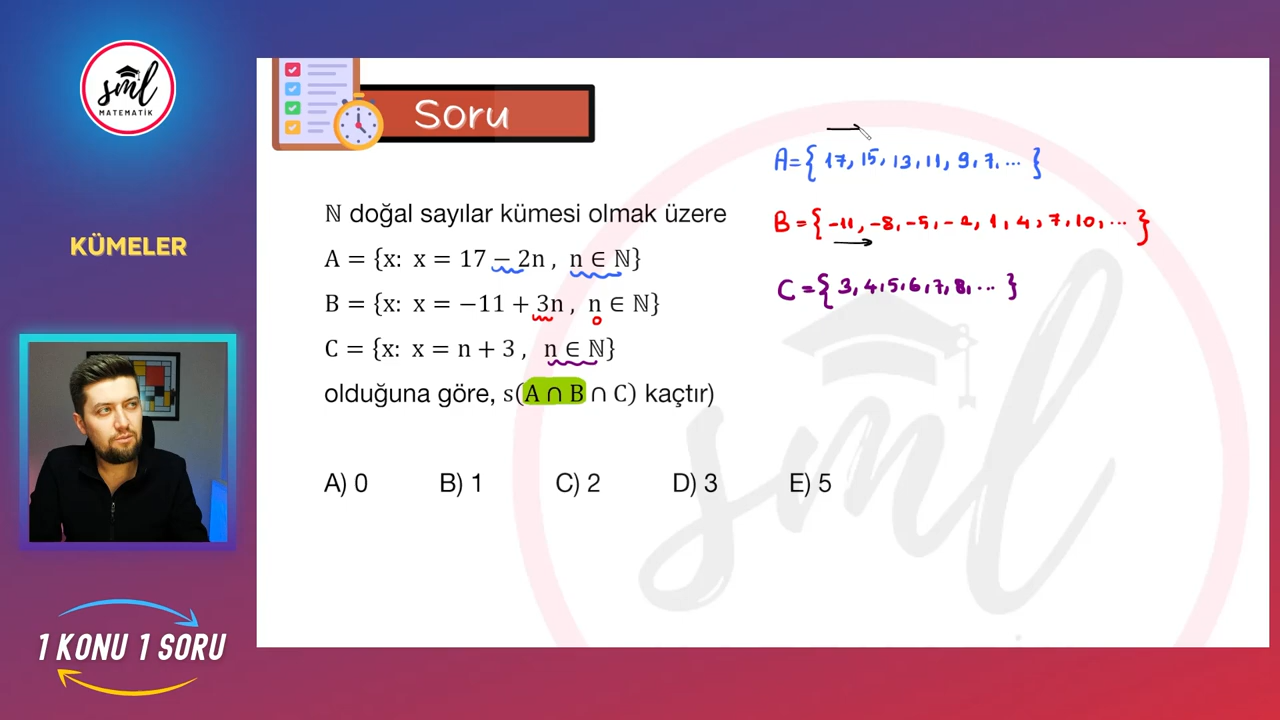 sml
MATEMATİK
Soru
KÜMELER
ℕ doğal sayılar kümesi olmak üzere
A = {x: x = 17 − 2n , n ∈ ℕ}
B = {x: x = −11 + 3n , n ∈ ℕ}
C = {x: x = n + 3 , n ∈ ℕ}
olduğuna göre, s(A ∩ B ∩ C) kaçtır)
A) 0 B) 1 C) 2 D) 3 E) 5
A={17, 15, 13, 11, 9, 7, ... }
B = {-11, -8, -5, -2, 1, 4, 7, 10, ... }
0
C = {3, 4, 5, 6, 7, 8, ... }
sml
1 KONU 1 SORU